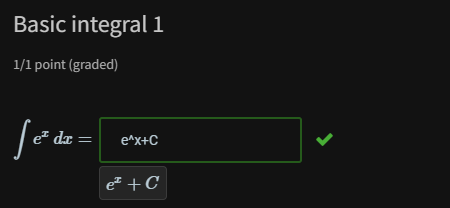 Basic integral 1
1/1 point (graded)
∫ eˣ dx = e^x+C
eˣ + C